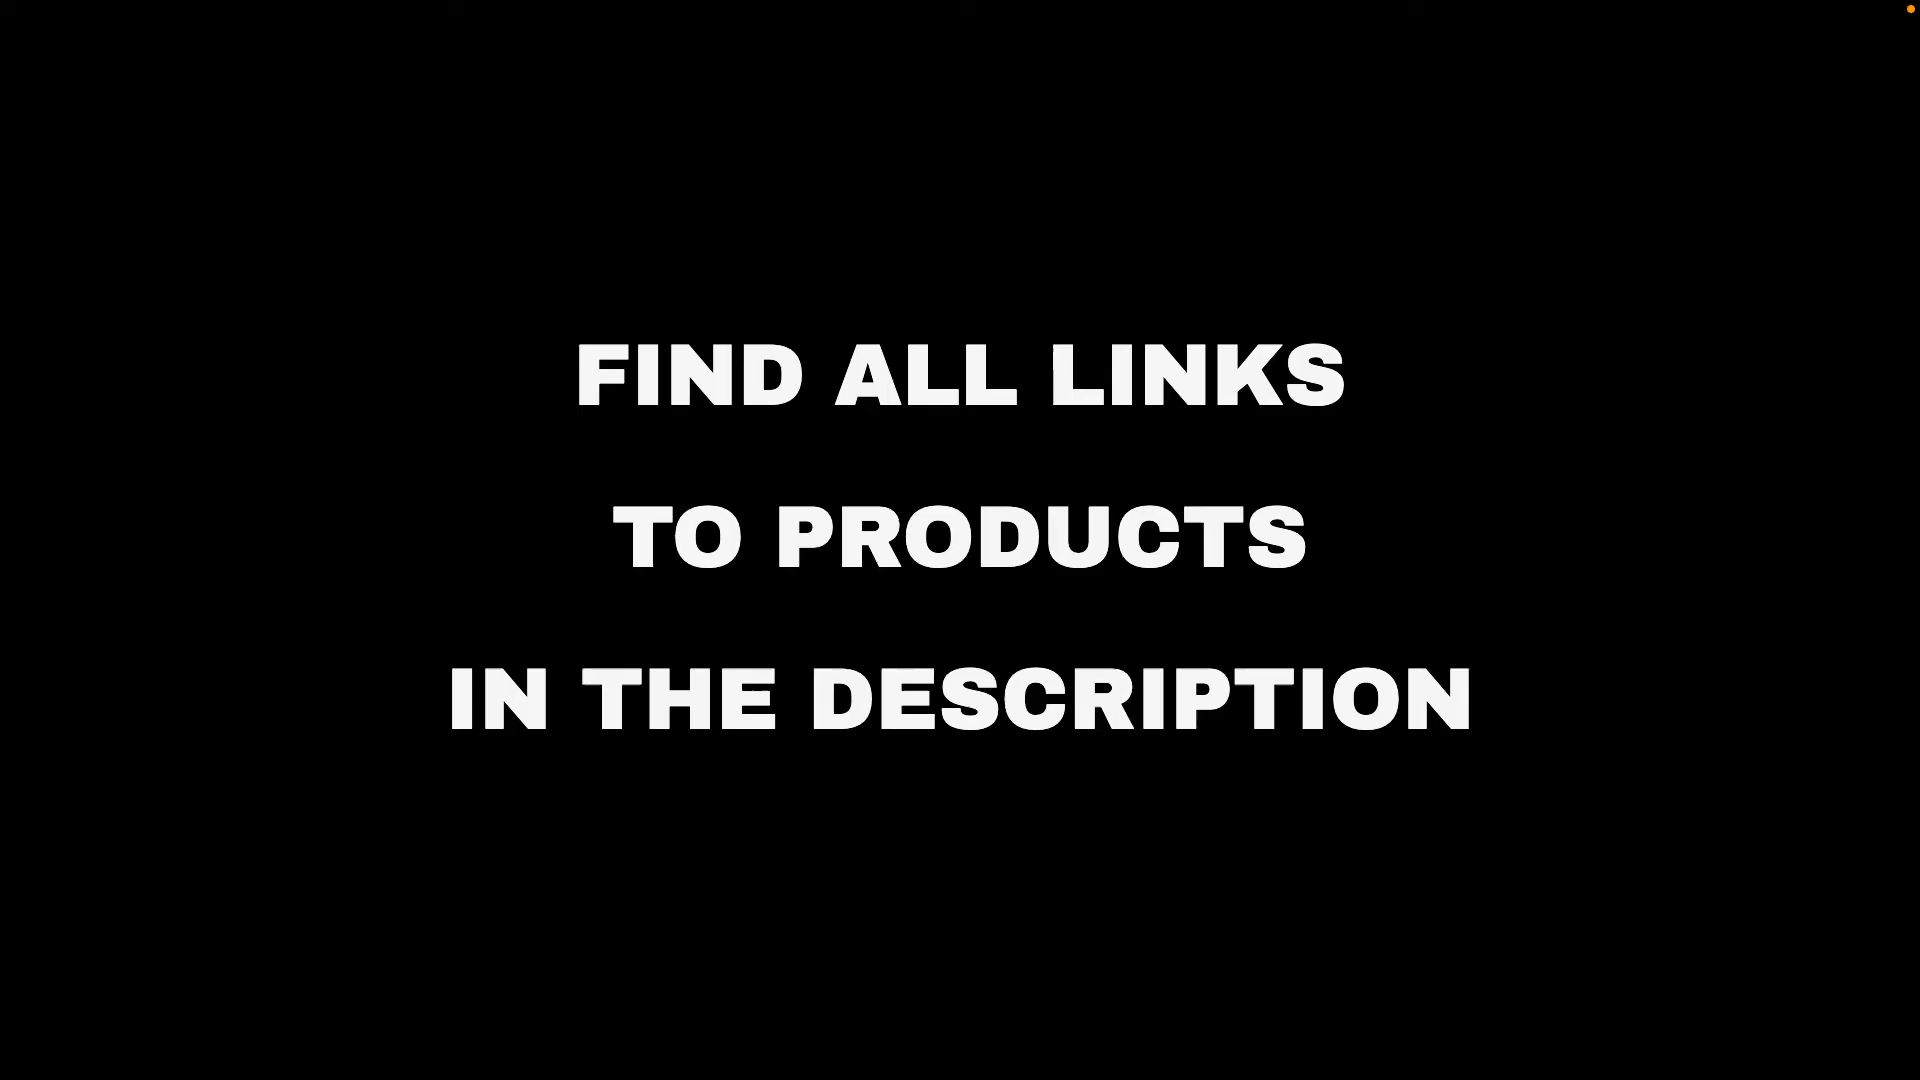 FIND ALL LINKS
TO PRODUCTS
IN THE DESCRIPTION